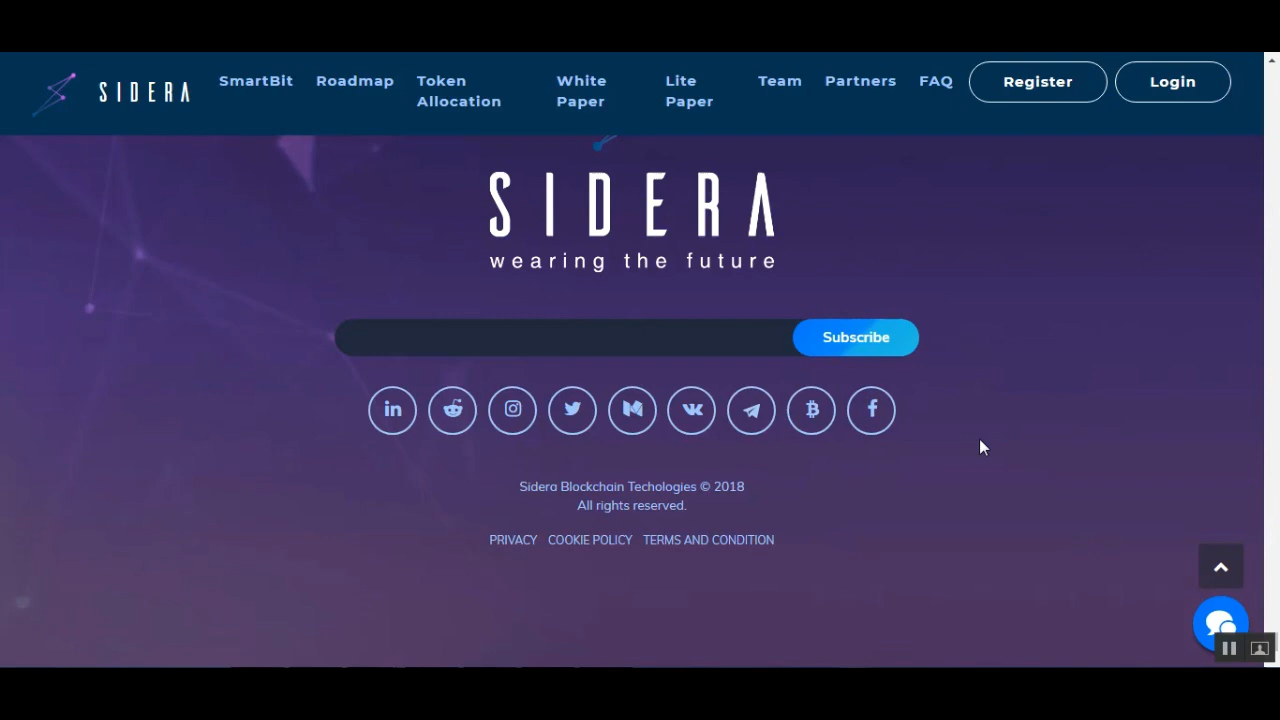 SIDERA
SmartBit
Roadmap
Token
Allocation
White
Paper
Lite
Paper
Team
Partners
FAQ
Register
Login
SIDERA
wearing the future
Subscribe
Sidera Blockchain Techologies © 2018
All rights reserved.
PRIVACY COOKIE POLICY TERMS AND CONDITION